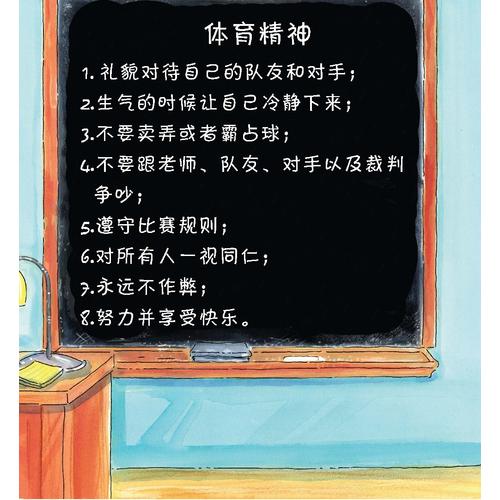 体育精神
1.礼貌对待自己的队友和对手；
2.生气的时候让自己冷静下来；
3.不要卖弄或者霸占球；
4.不要跟老师、队友、对手以及裁判
争吵；
5.遵守比赛规则；
6.对所有人一视同仁；
7.永远不作弊；
8.努力并享受快乐。